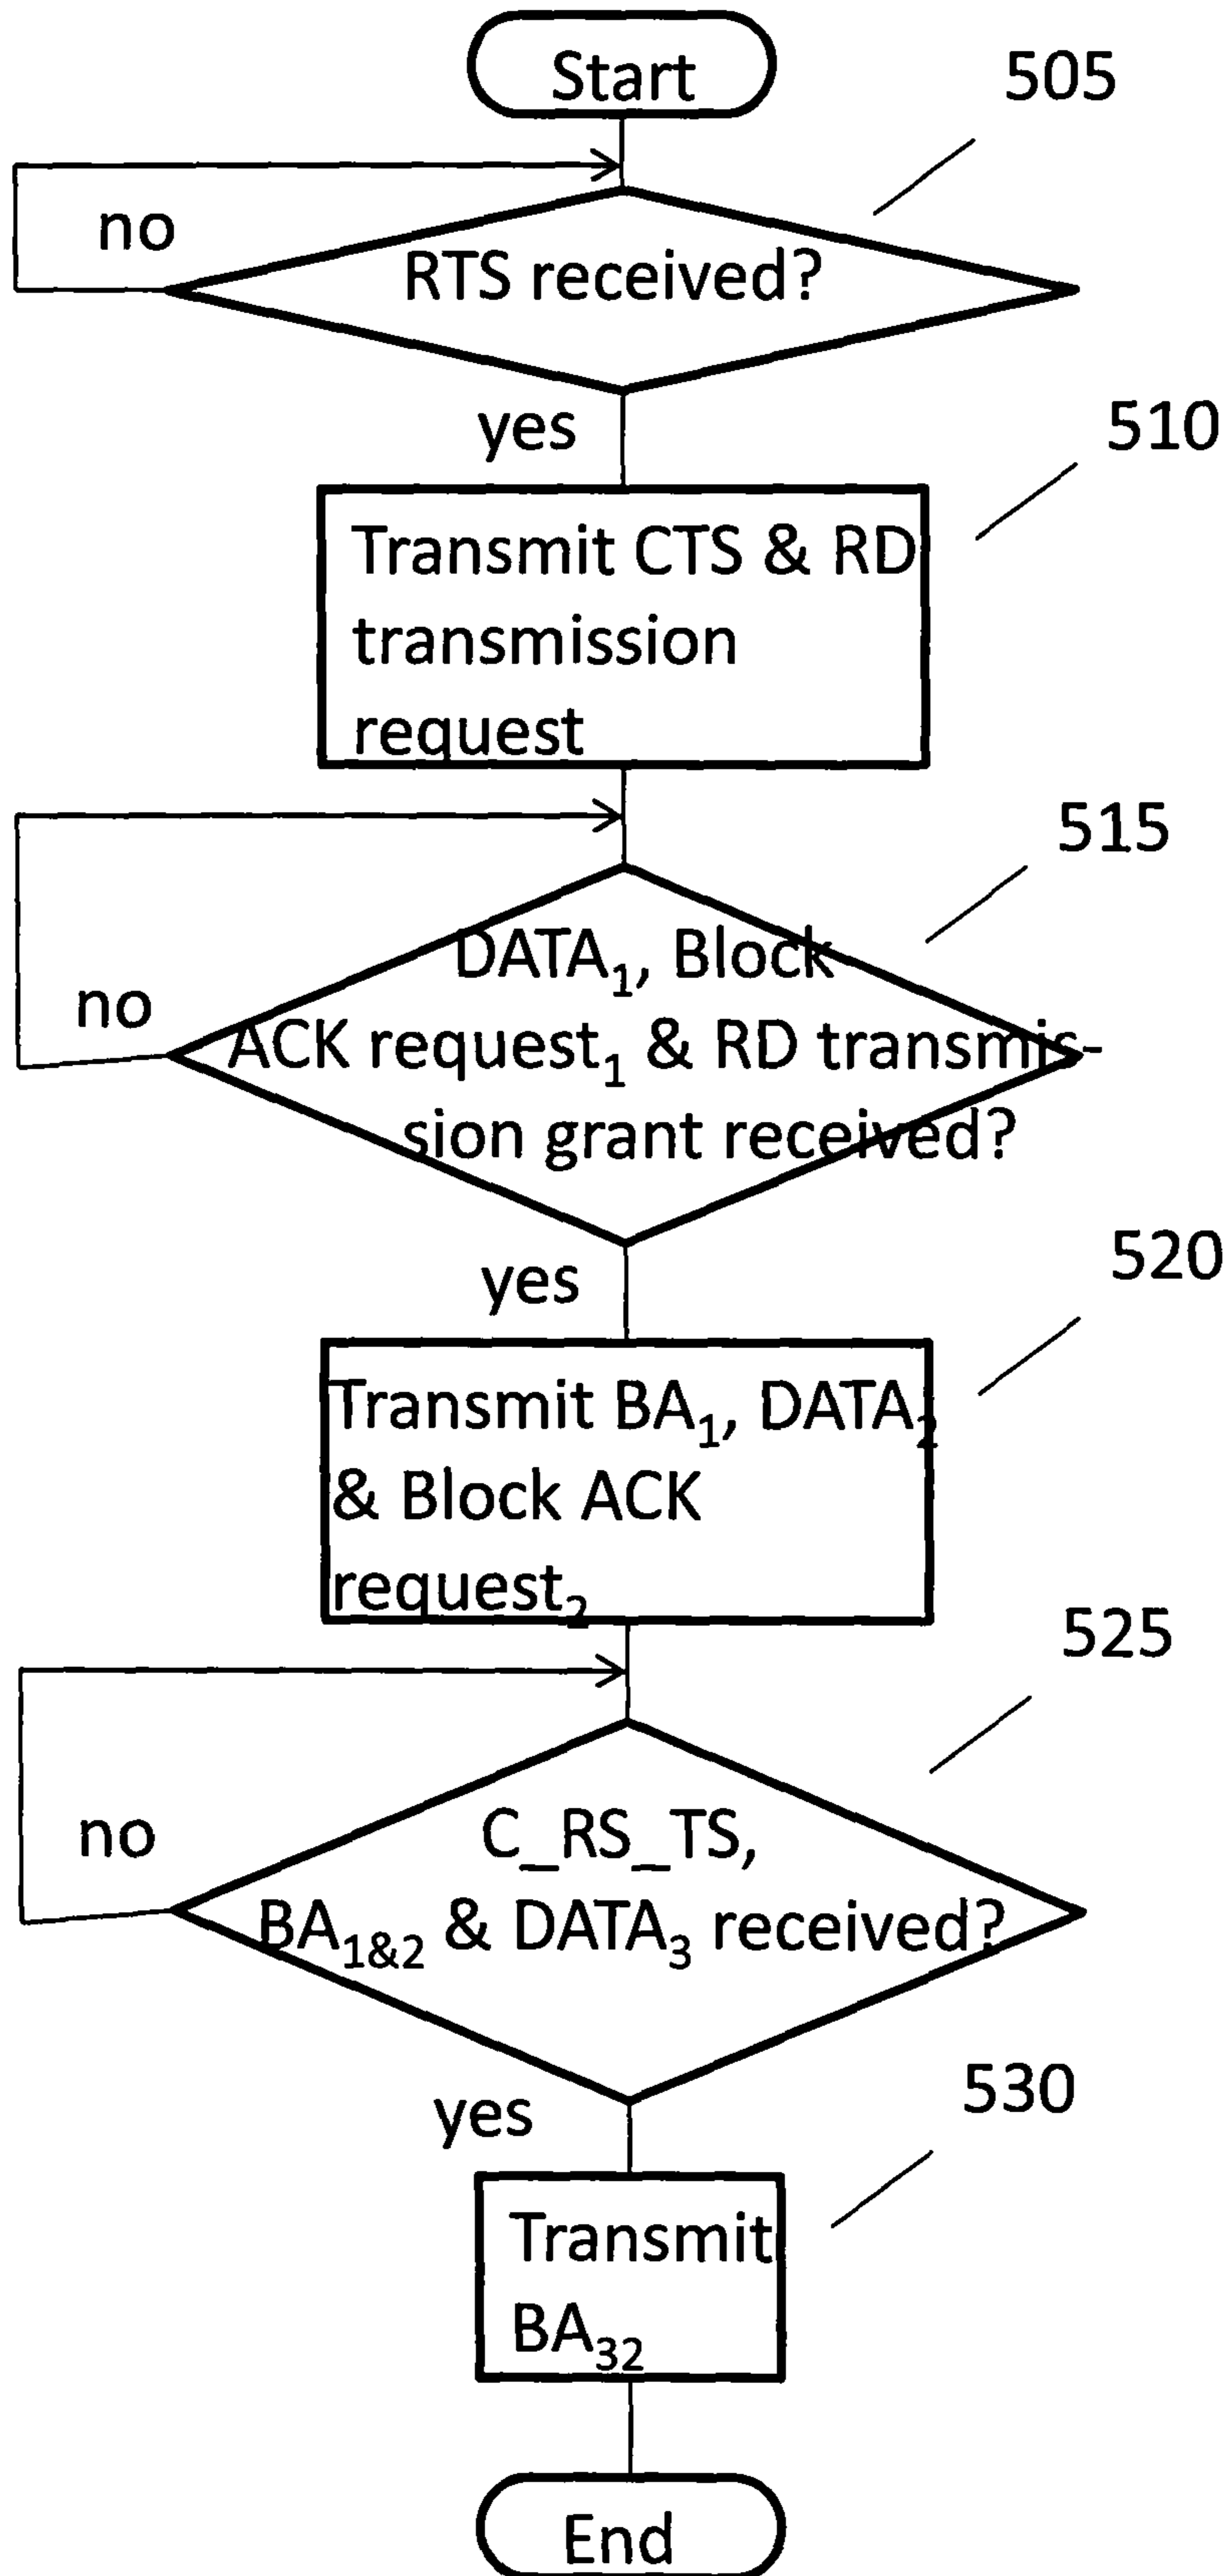 Start
505
no
RTS received?
yes
510
Transmit CTS & RD
transmission
request
515
DATA₁, Block
no
ACK request₁ & RD transmis-
sion grant received?
yes
520
Transmit BA₁, DATA₂
& Block ACK
request₂
525
no
C_RS_TS,
BA₁&₂ & DATA₃ received?
yes
530
Transmit
BA₃₂
End